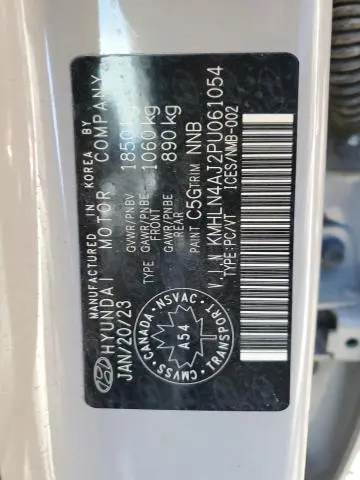 MANUFACTURED IN KOREA BY
HYUNDAI MOTOR COMPANY
JAN/20/23
GVWR/PNBV 1850 kg
TYPE GAWR/PNBE FRONT 1060 kg
GAWR/PNBE REAR 890 kg
PAINT C5G TRIM NNB
V.I.N KMHLN4AJ2PU061054
TYPE:PC/VT ICES/NMB-002
CANADA · NSVAC · TRANSPORT · CMVSS
A54